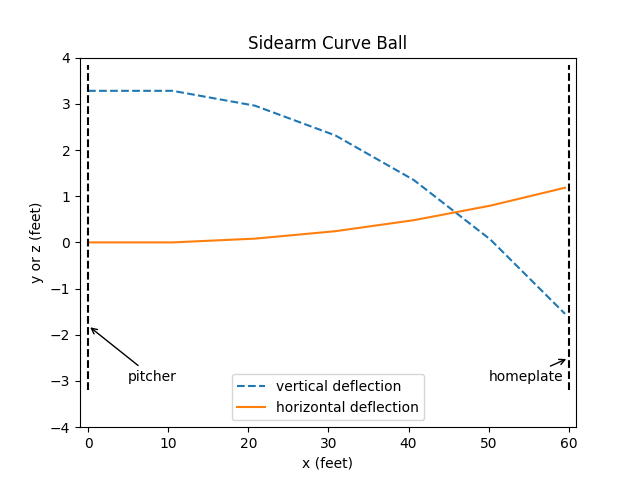 Sidearm Curve Ball
4
3
2
1
0
−1
−2
−3
−4
y or z (feet)
pitcher
homeplate
vertical deflection
horizontal deflection
0 10 20 30 40 50 60
x (feet)